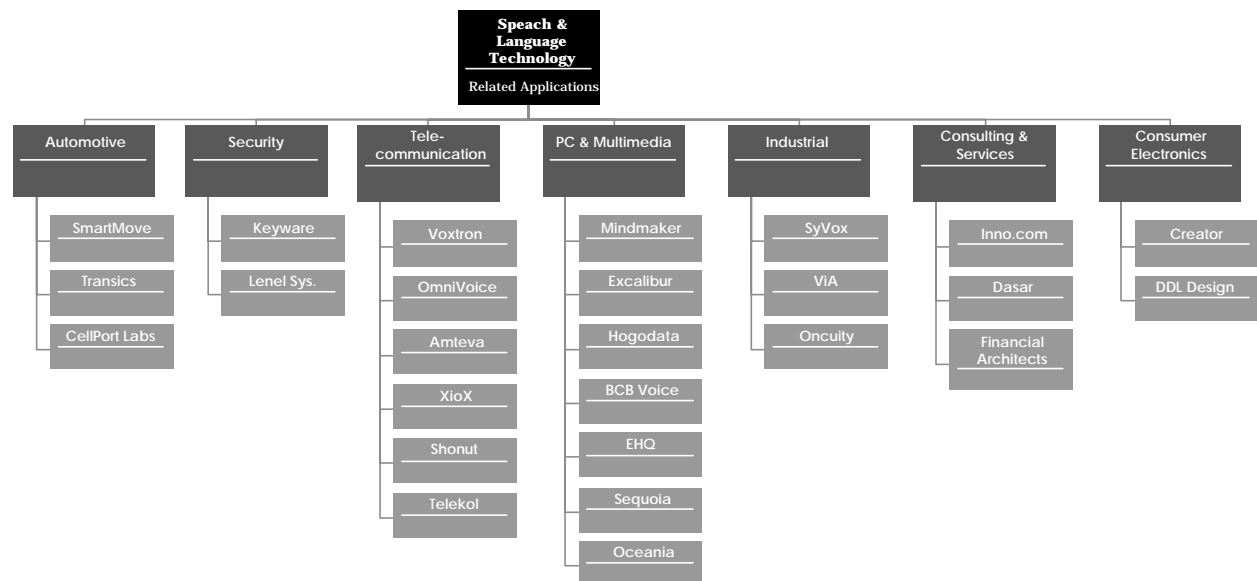 Speach &
Language
Technology
Related Applications
Automotive
SmartMove
Transics
CellPort Labs
Security
Keyware
Lenel Sys.
Tele-
communication
Voxtron
OmniVoice
Amteva
XioX
Shonut
Telekol
PC & Multimedia
Mindmaker
Excalibur
Hogodata
BCB Voice
EHQ
Sequoia
Oceania
Industrial
SyVox
ViA
Oncuity
Consulting &
Services
Inno.com
Dasar
Financial
Architects
Consumer
Electronics
Creator
DDL Design